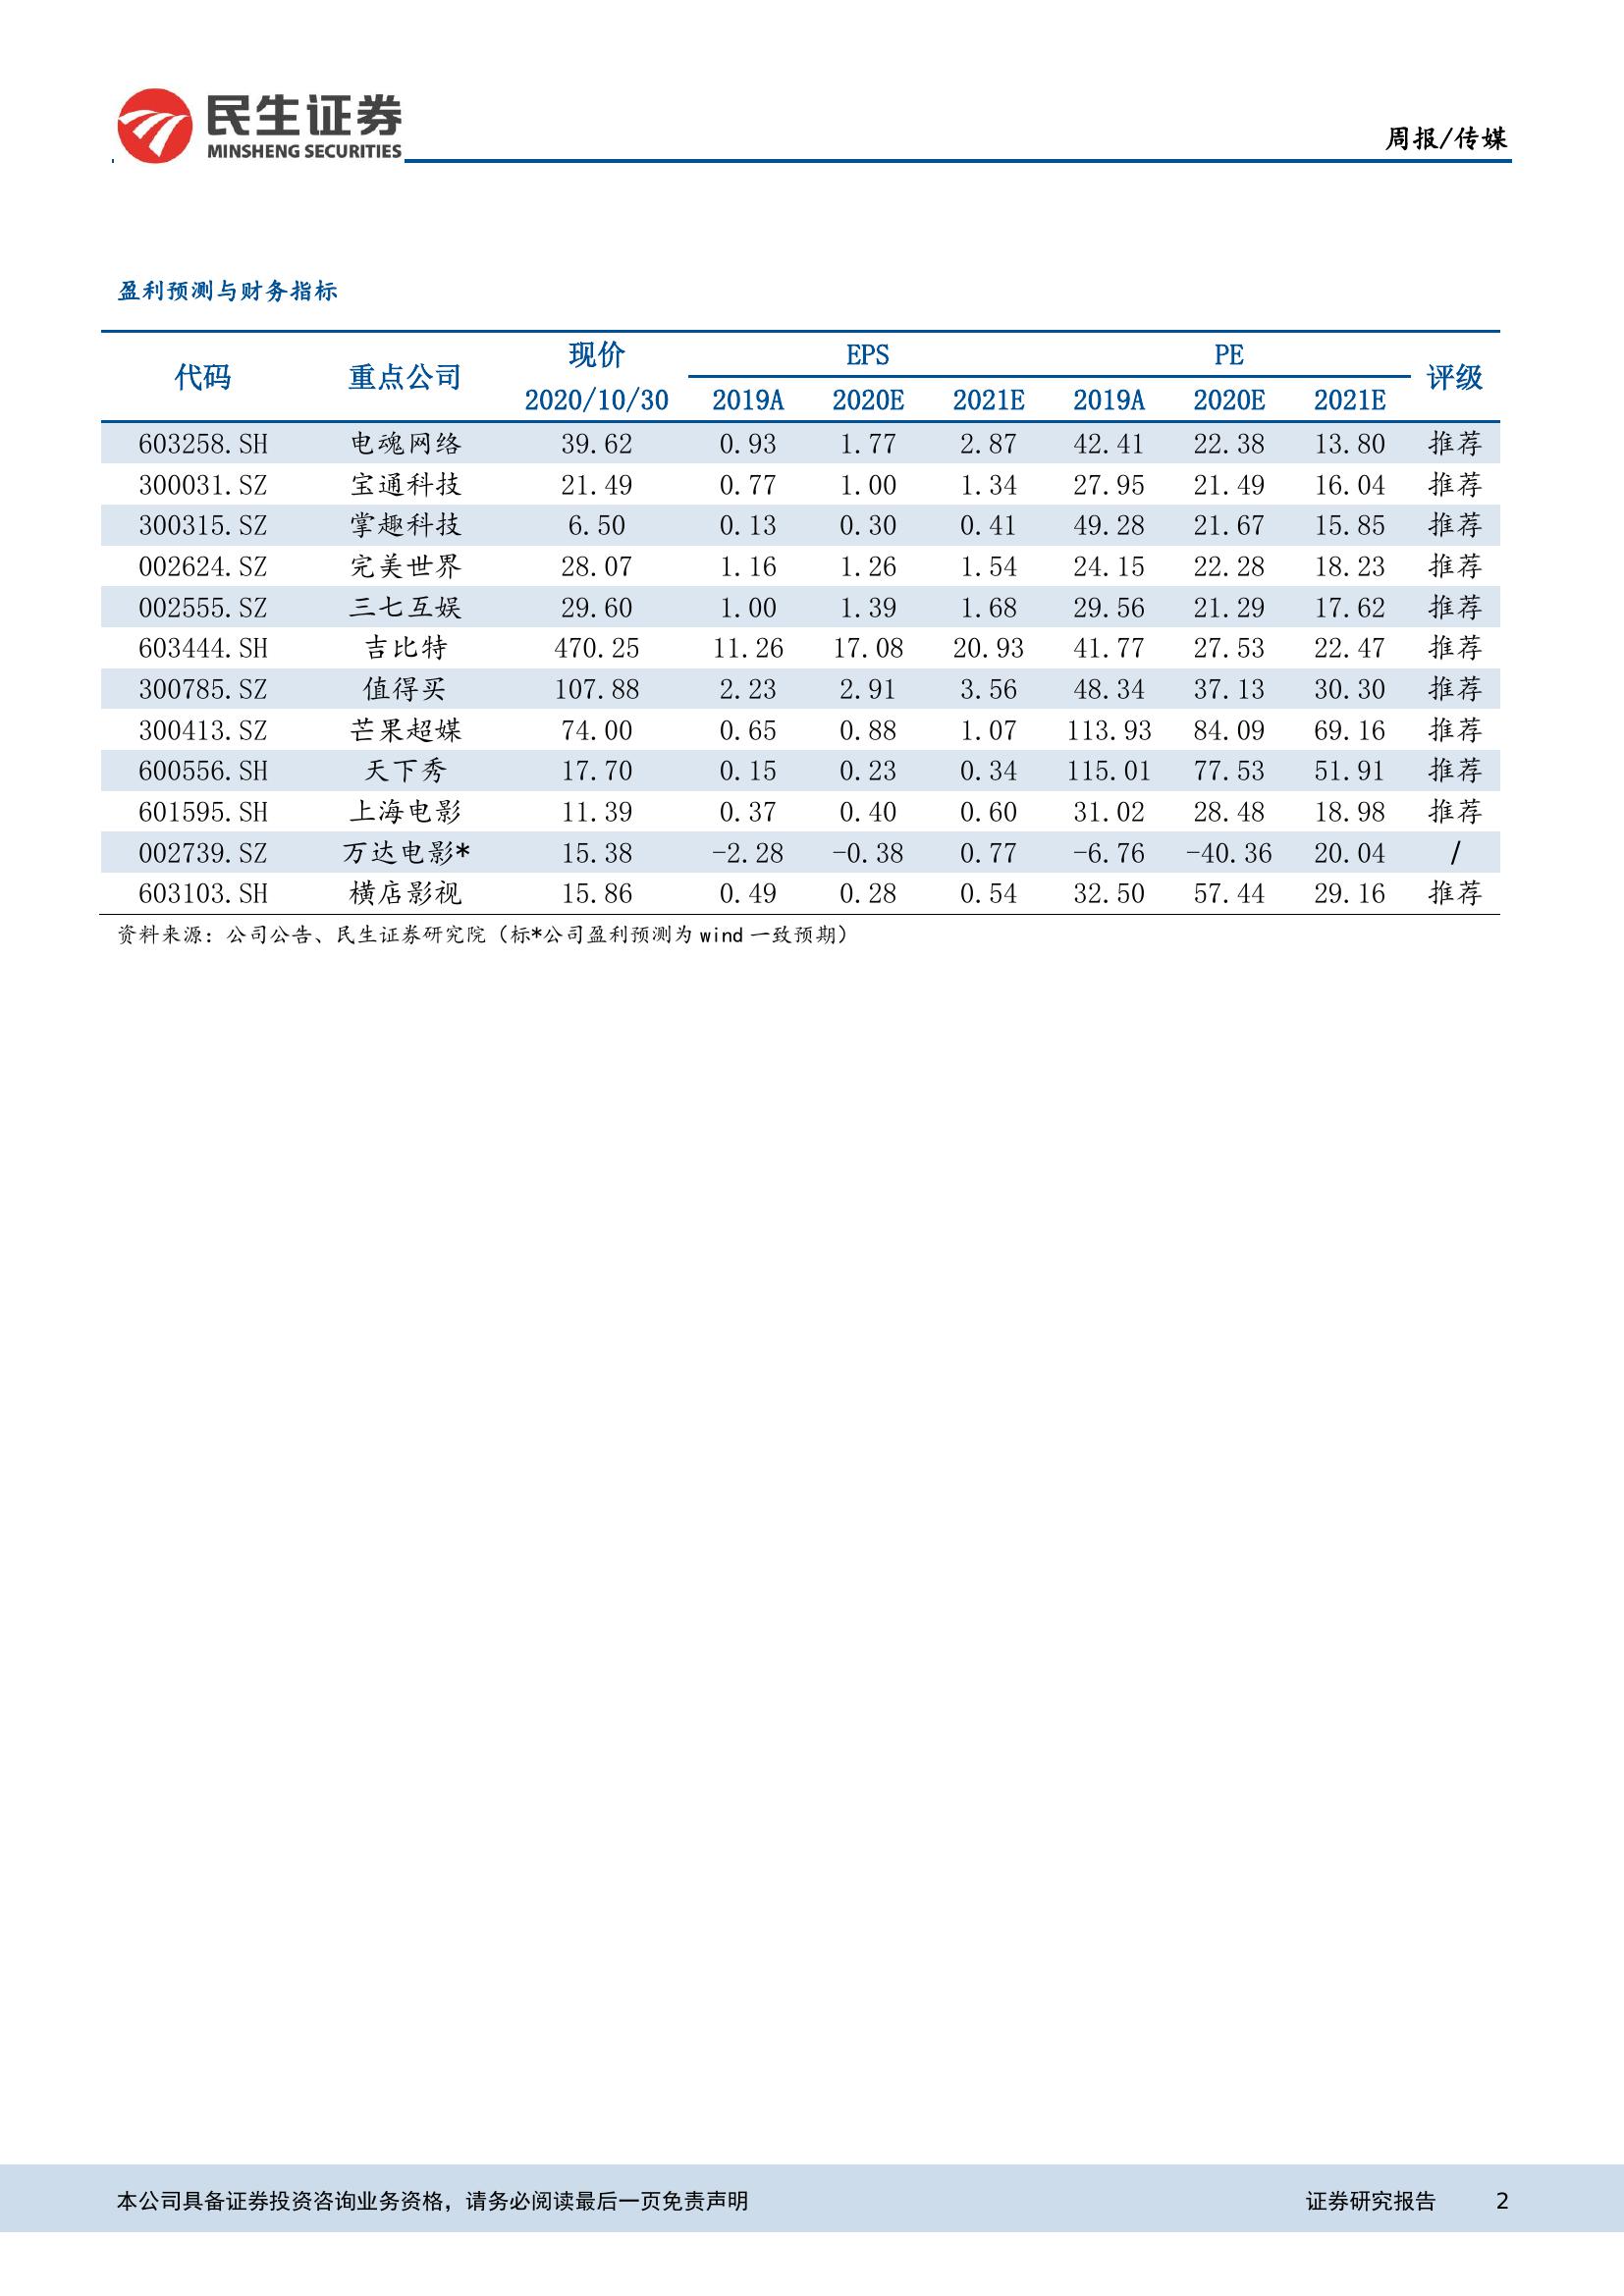 民生证券
MINSHENG SECURITIES
周报/传媒
盈利预测与财务指标
代码 重点公司 现价 EPS PE 评级
2020/10/30 2019A 2020E 2021E 2019A 2020E 2021E
603258.SH 电魂网络 39.62 0.93 1.77 2.87 42.41 22.38 13.80 推荐
300031.SZ 宝通科技 21.49 0.77 1.00 1.34 27.95 21.49 16.04 推荐
300315.SZ 掌趣科技 6.50 0.13 0.30 0.41 49.28 21.67 15.85 推荐
002624.SZ 完美世界 28.07 1.16 1.26 1.54 24.15 22.28 18.23 推荐
002555.SZ 三七互娱 29.60 1.00 1.39 1.68 29.56 21.29 17.62 推荐
603444.SH 吉比特 470.25 11.26 17.08 20.93 41.77 27.53 22.47 推荐
300785.SZ 值得买 107.88 2.23 2.91 3.56 48.34 37.13 30.30 推荐
300413.SZ 芒果超媒 74.00 0.65 0.88 1.07 113.93 84.09 69.16 推荐
600556.SH 天下秀 17.70 0.15 0.23 0.34 115.01 77.53 51.91 推荐
601595.SH 上海电影 11.39 0.37 0.40 0.60 31.02 28.48 18.98 推荐
002739.SZ 万达电影* 15.38 -2.28 -0.38 0.77 -6.76 -40.36 20.04 /
603103.SH 横店影视 15.86 0.49 0.28 0.54 32.50 57.44 29.16 推荐
资料来源：公司公告、民生证券研究院（标*公司盈利预测为 wind 一致预期）
本公司具备证券投资咨询业务资格，请务必阅读最后一页免责声明 证券研究报告 2